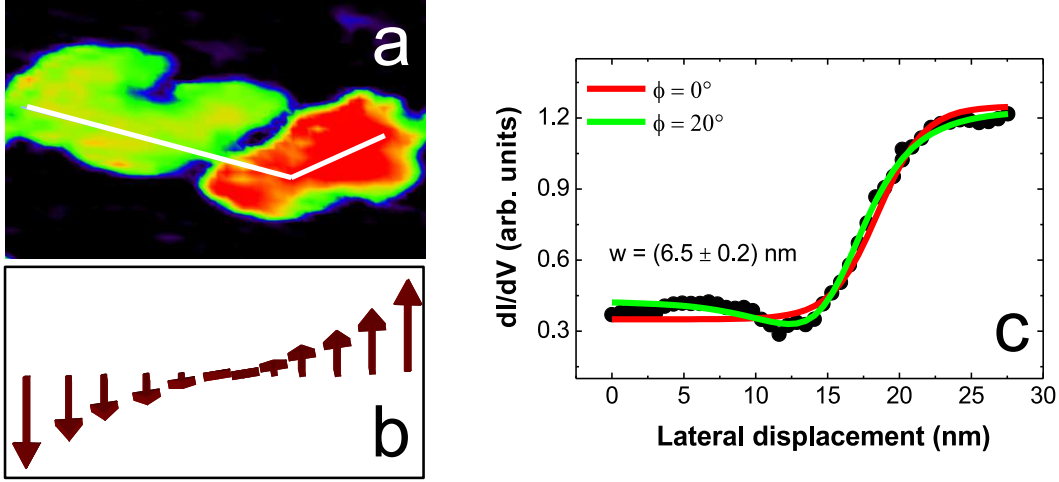 a
b
ϕ = 0°
ϕ = 20°
w = (6.5 ± 0.2) nm
c
dI/dV (arb. units)
1.2
0.9
0.6
0.3
0 5 10 15 20 25 30
Lateral displacement (nm)